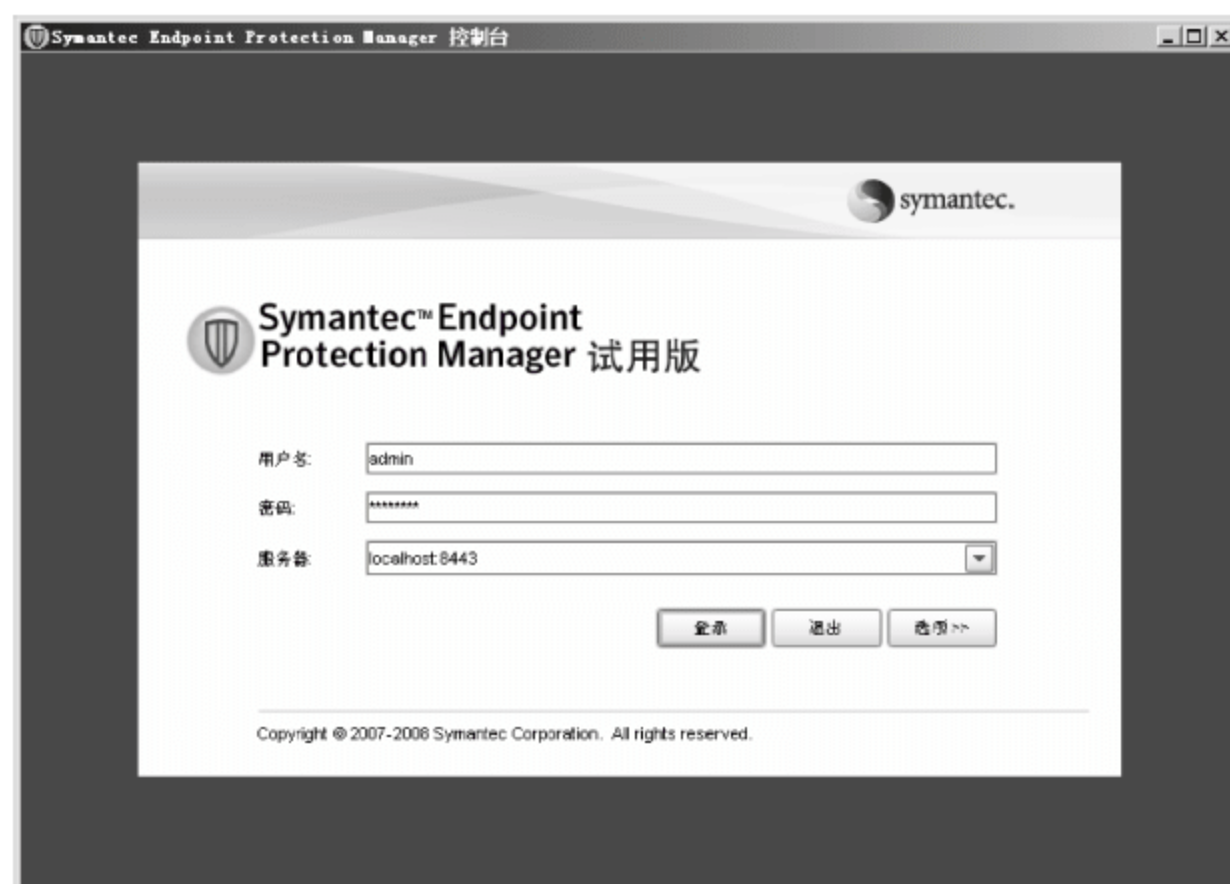 Symantec Endpoint Protection Manager 控制台
symantec.
Symantec™ Endpoint
Protection Manager 试用版
用户名:
admin
密码:
********
服务器:
localhost:8443
登录
退出
选项>>
Copyright © 2007-2008 Symantec Corporation. All rights reserved.